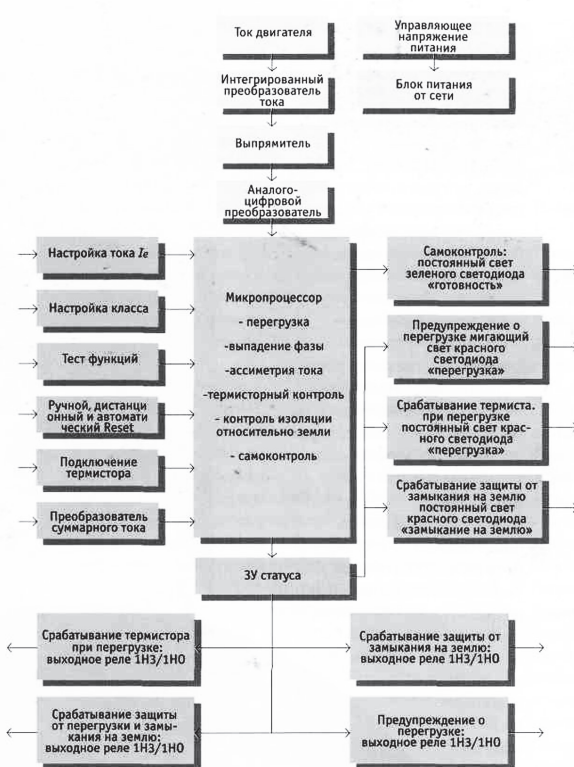 Ток двигателя
Управляющее
напряжение
питания
Интегрированный
преобразователь
тока
Блок питания
от сети
Выпрямитель
Аналого-
цифровой
преобразователь
Настройка тока Ie
Настройка класса
Тест функций
Ручной, дистанци
онный и автомати
ческий Reset
Подключение
термистора
Преобразователь
суммарного тока
Микропроцессор
- перегрузка
-выпадение фазы
-ассиметрия тока
-термисторный контроль
- контроль изоляции
относительно земли
- самоконтроль
Самоконтроль:
постоянный свет
зеленого светодиода
«готовность»
Предупреждение о
перегрузке мигающий
свет красного
светодиода
«перегрузка»
Срабатывание термиста.
при перегрузке
постоянный свет крас-
ного светодиода
«перегрузка»
Срабатывание защиты от
замыкания на землю
постоянный свет
красного светодиода
«замыкание на землю»
ЗУ статуса
Срабатывание термистора
при перегрузке:
выходное реле 1НЗ/1НО
Срабатывание защиты от
замыкания на землю:
выходное реле 1НЗ/1НО
Срабатывание защиты
от перегрузки и замы-
кания на землю:
выходное реле 1НЗ/1НО
Предупреждение о
перегрузке:
выходное реле 1НЗ/1НО